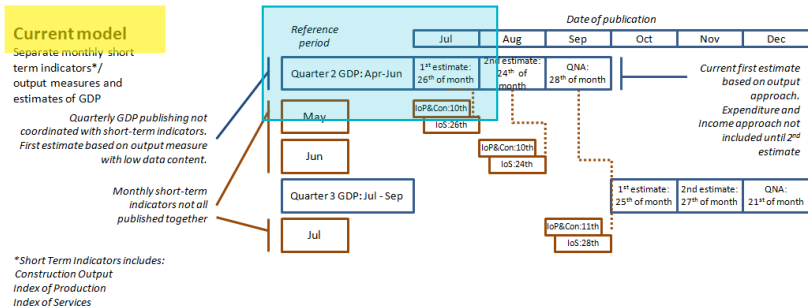 Current model
Separate monthly short
term indicators*/
output measures and
estimates of GDP
Reference
period
Date of publication
Jul
Aug
Sep
Oct
Nov
Dec
Quarter 2 GDP: Apr-Jun
1st estimate:
26th of month
2nd estimate:
24th of
month
QNA:
28th of month
Current first estimate
based on output
approach.
Expenditure and
Income approach not
included until 2nd
estimate
Quarterly GDP publishing not
coordinated with short-term indicators.
First estimate based on output measure
with low data content.
May
IoP&Con:10th
IoS:26th
Jun
IoP&Con:10th
IoS:24th
Monthly short-term
indicators not all
published together
Quarter 3 GDP: Jul - Sep
1st estimate:
25th of month
2nd estimate:
27th of month
QNA:
21st of month
Jul
IoP&Con:11th
IoS:28th
*Short Term Indicators includes:
Construction Output
Index of Production
Index of Services